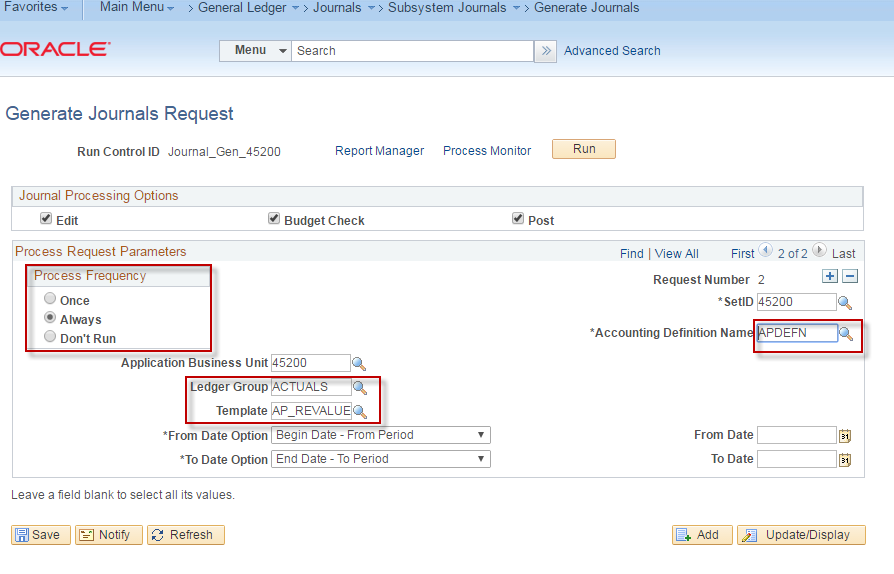 Favorites Main Menu > General Ledger > Journals > Subsystem Journals > Generate Journals
ORACLE
Menu Search » Advanced Search
Generate Journals Request
Run Control ID Journal_Gen_45200 Report Manager Process Monitor Run
Journal Processing Options
Edit Budget Check Post
Process Request Parameters Find | View All First 2 of 2 Last
Process Frequency
Request Number 2 + −
Once
*SetID 45200
Always
*Accounting Definition Name APDEFN
Don't Run
Application Business Unit 45200
Ledger Group ACTUALS
Template AP_REVALUE
*From Date Option Begin Date - From Period From Date 31
*To Date Option End Date - To Period To Date 31
Leave a field blank to select all its values.
Save Notify Refresh Add Update/Display